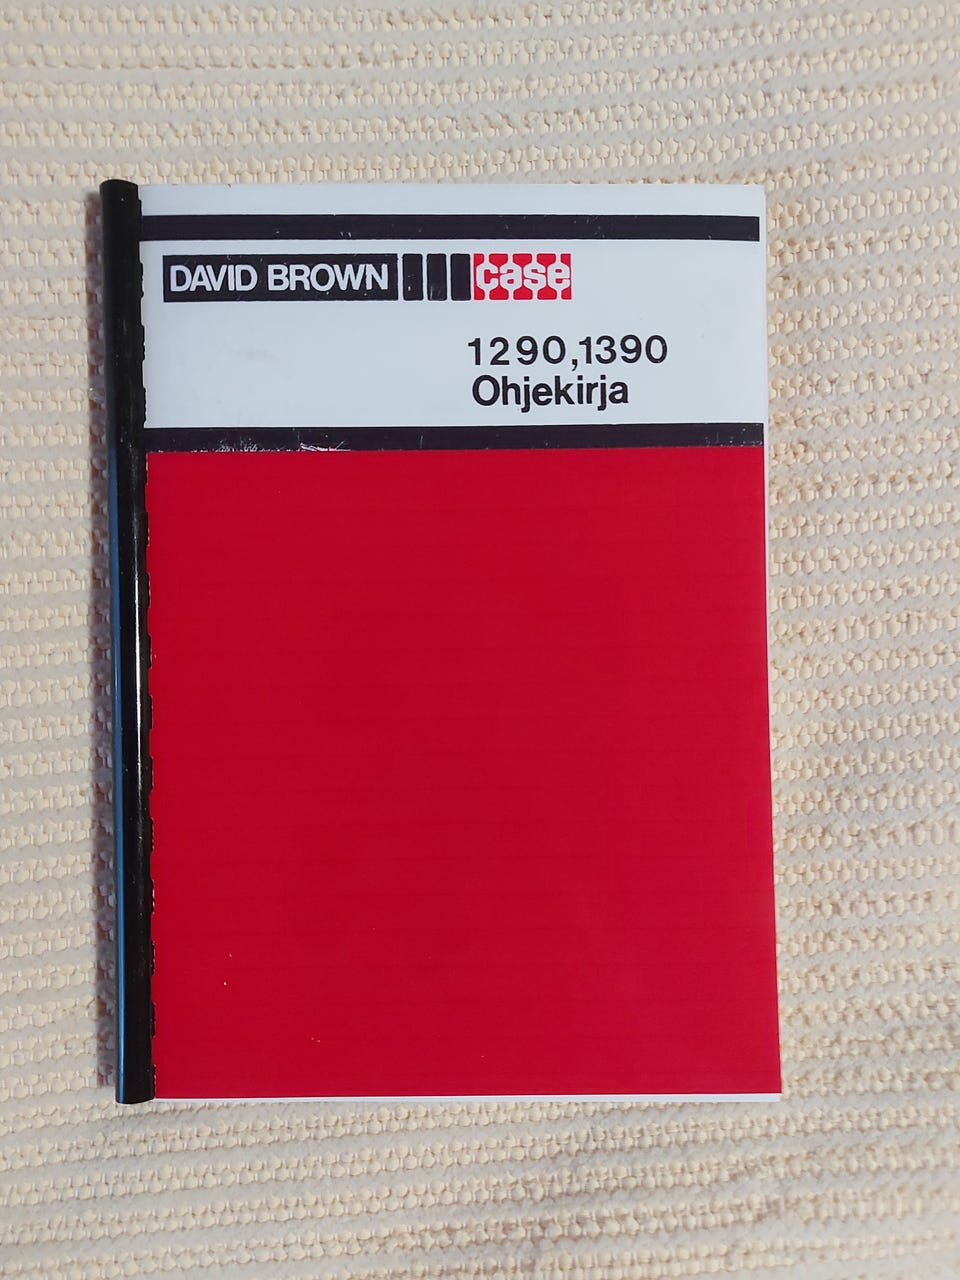 DAVID BROWN case
1290,1390
Ohjekirja